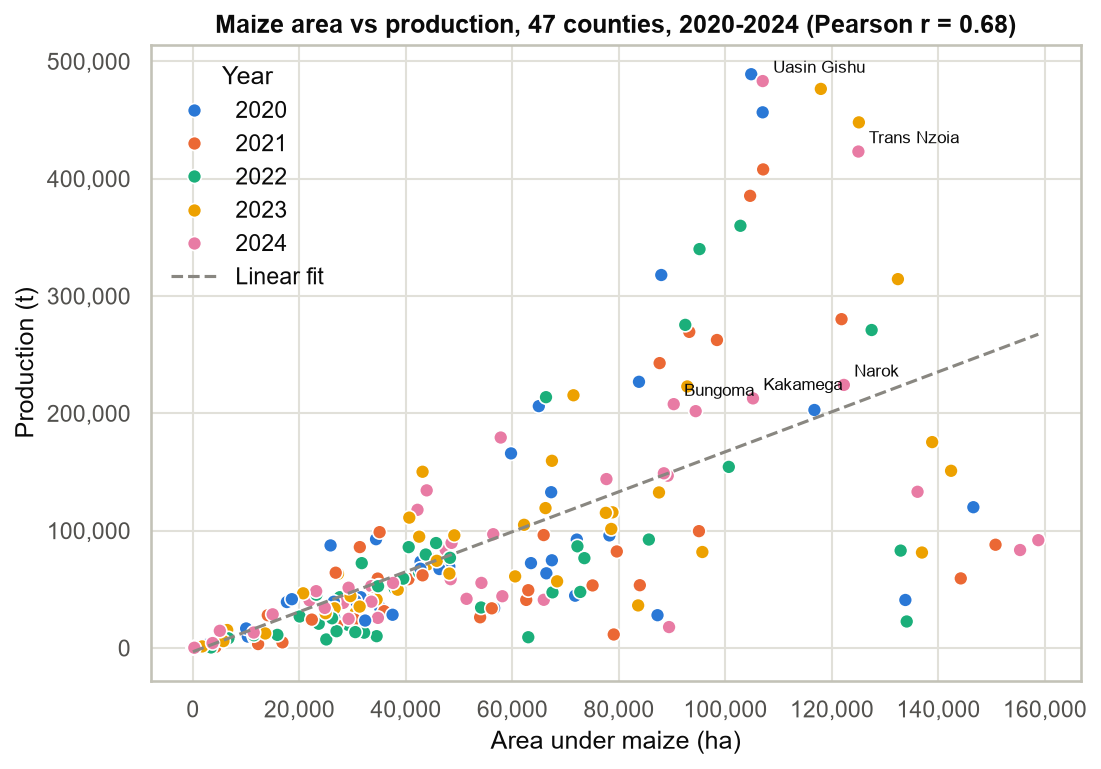 Maize area vs production, 47 counties, 2020-2024 (Pearson r = 0.68)
500,000
400,000
300,000
200,000
100,000
0
Production (t)
Year
2020
2021
2022
2023
2024
Linear fit
Uasin Gishu
Trans Nzoia
Narok
Kakamega
Bungoma
0
20,000
40,000
60,000
80,000
100,000
120,000
140,000
160,000
Area under maize (ha)